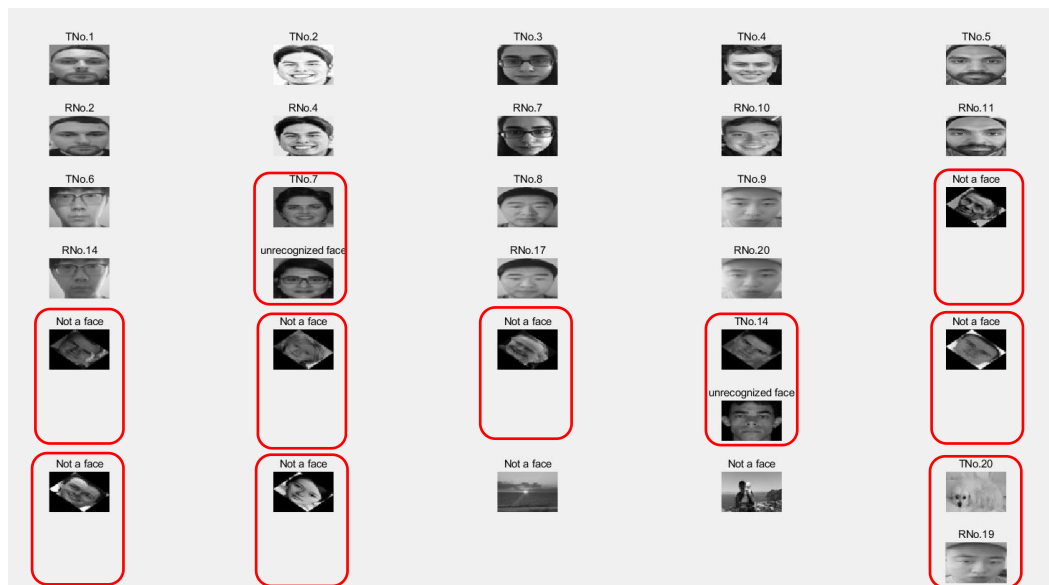 TNo.1
TNo.2
TNo.3
TNo.4
TNo.5
RNo.2
RNo.4
RNo.7
RNo.10
RNo.11
TNo.6
TNo.7
TNo.8
TNo.9
Not a face
RNo.14
unrecognized face
RNo.17
RNo.20
Not a face
Not a face
Not a face
TNo.14
Not a face
unrecognized face
Not a face
Not a face
Not a face
Not a face
TNo.20
RNo.19